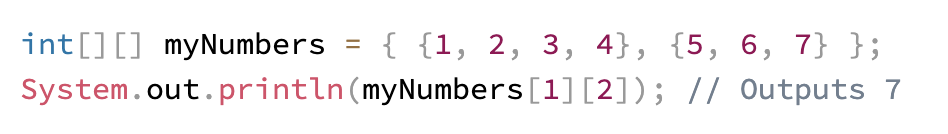 int[][] myNumbers = { {1, 2, 3, 4}, {5, 6, 7} };
System.out.println(myNumbers[1][2]); // Outputs 7